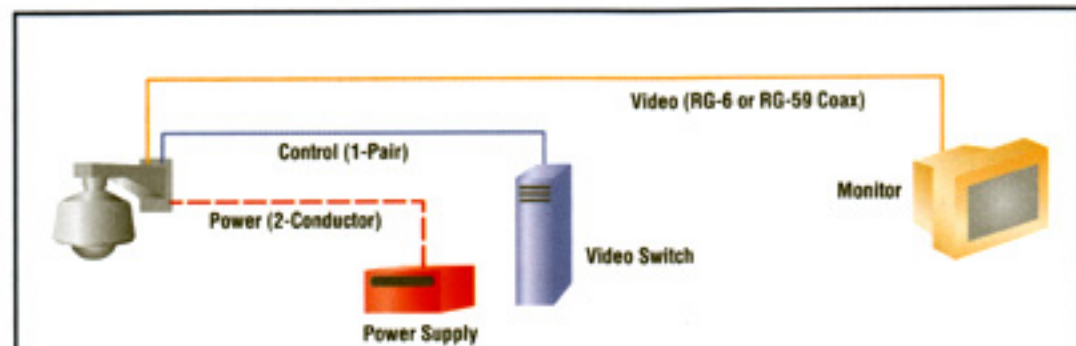 Video (RG-6 or RG-59 Coax)
Control (1-Pair)
Monitor
Power (2-Conductor)
Video Switch
Power Supply